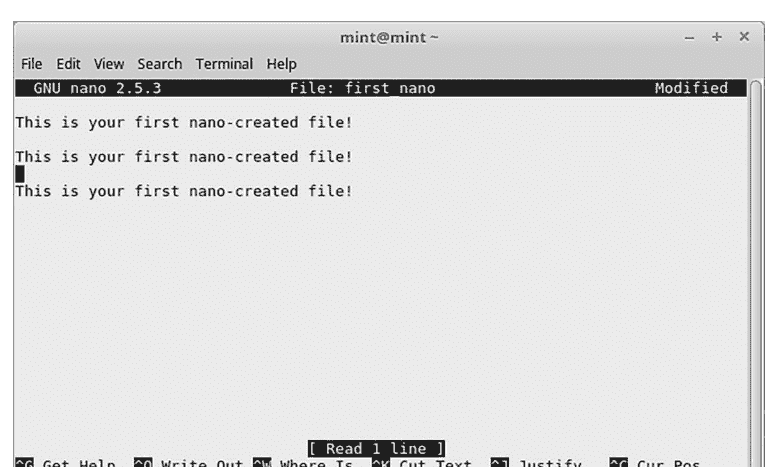 mint@mint ~
File Edit View Search Terminal Help
GNU nano 2.5.3 File: first_nano Modified
This is your first nano-created file!
This is your first nano-created file!
This is your first nano-created file!
[ Read 1 line ]
^G Get Help ^O Write Out ^W Where Is ^K Cut Text ^J Justify ^C Cur Pos